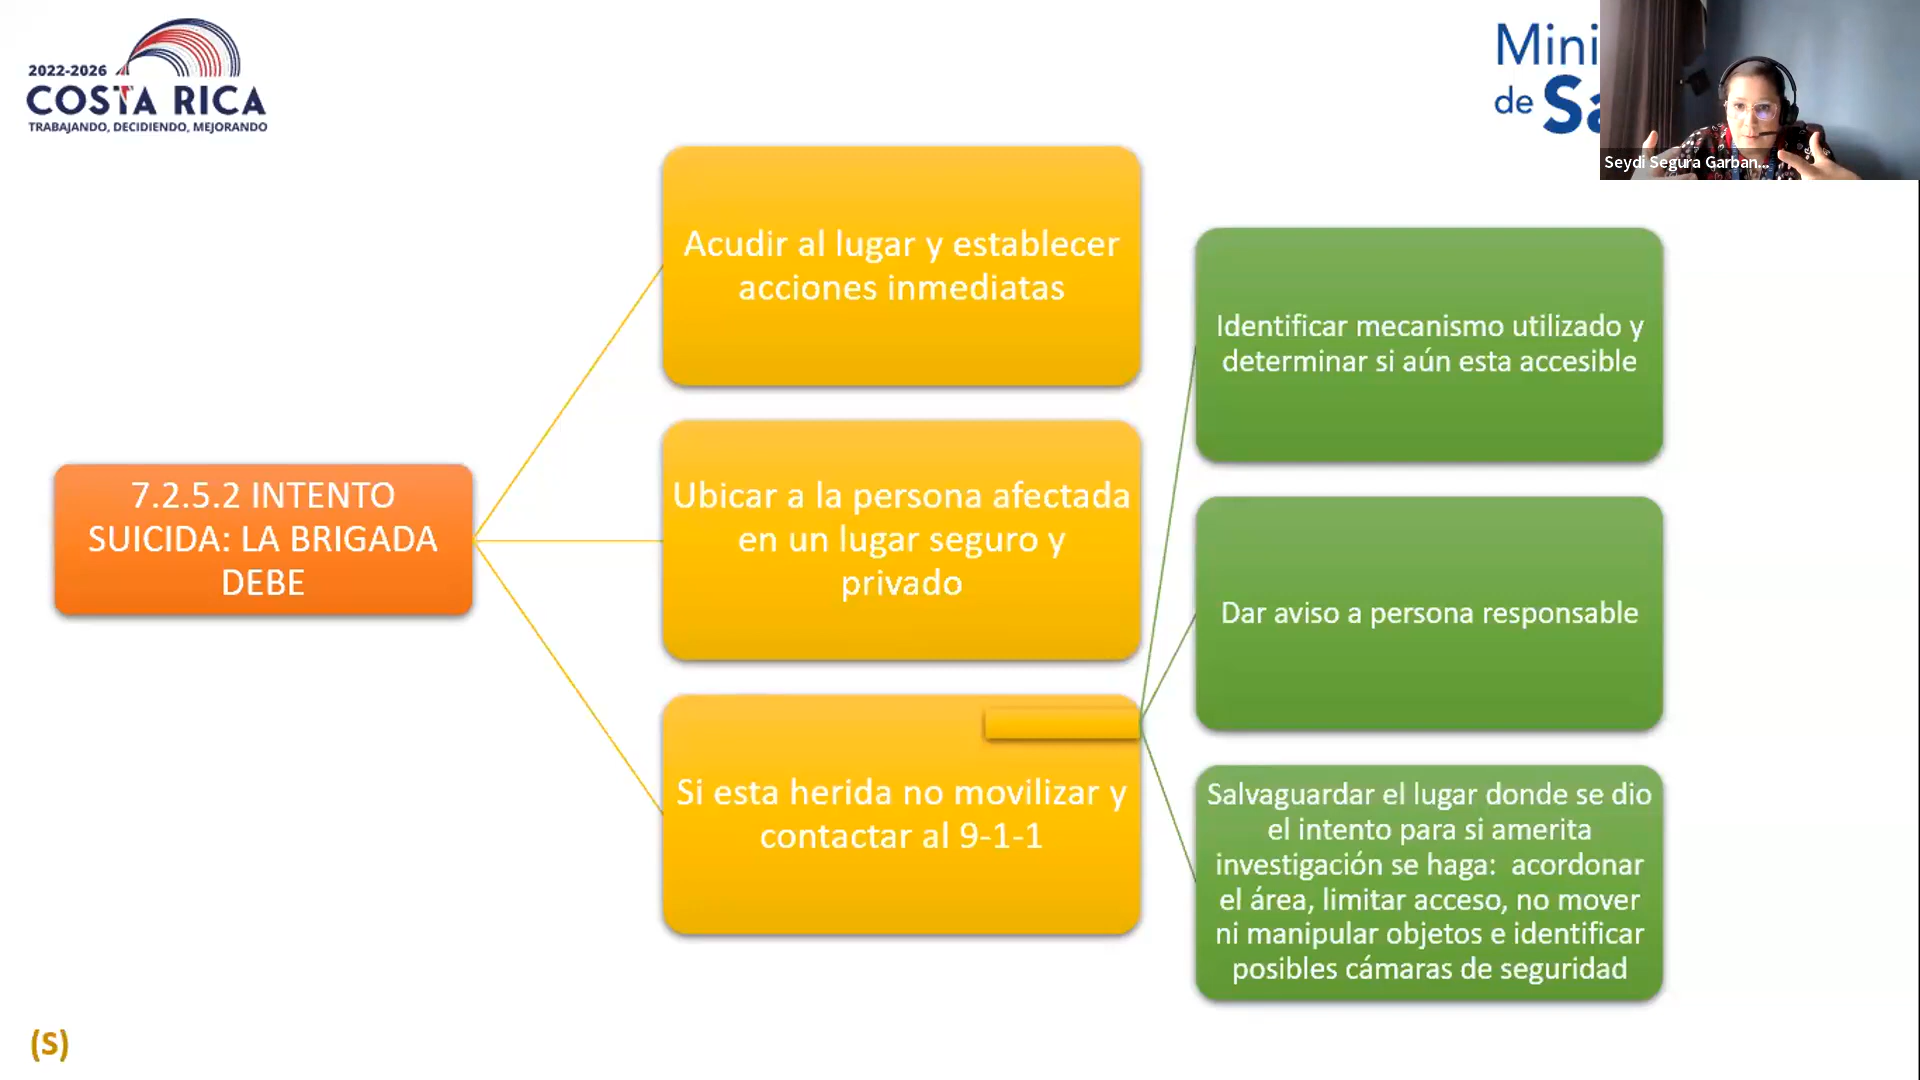 2022-2026
COSTA RICA
TRABAJANDO, DECIDIENDO, MEJORANDO
Mini
de Sa
Seydi Segura Garban...
7.2.5.2 INTENTO
SUICIDA: LA BRIGADA
DEBE
Acudir al lugar y establecer
acciones inmediatas
Ubicar a la persona afectada
en un lugar seguro y
privado
Si esta herida no movilizar y
contactar al 9-1-1
Identificar mecanismo utilizado y
determinar si aún esta accesible
Dar aviso a persona responsable
Salvaguardar el lugar donde se dio
el intento para si amerita
investigación se haga: acordonar
el área, limitar acceso, no mover
ni manipular objetos e identificar
posibles cámaras de seguridad
(S)